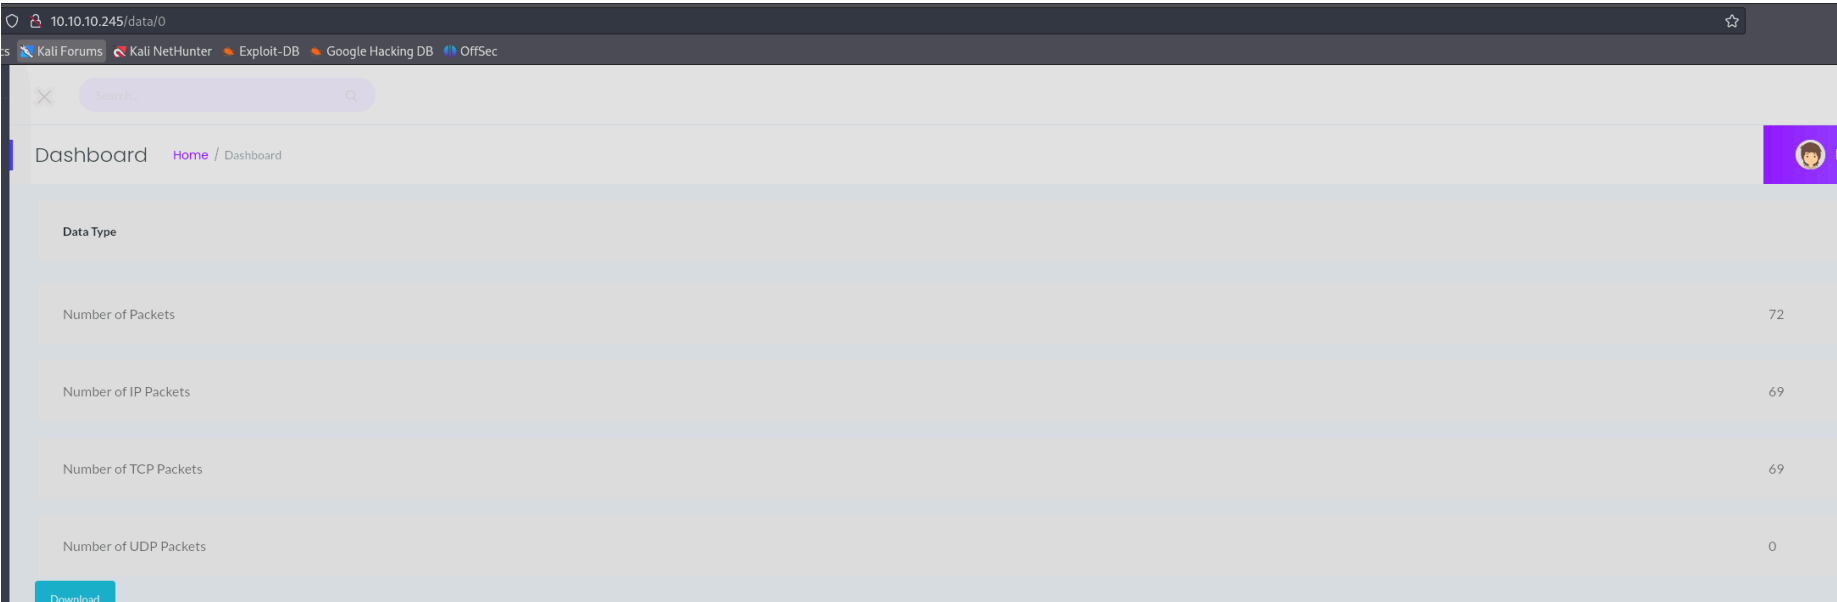 10.10.10.245/data/0
cs Kali Forums Kali NetHunter Exploit-DB Google Hacking DB OffSec
Search..
Dashboard Home / Dashboard
Data Type
Number of Packets 72
Number of IP Packets 69
Number of TCP Packets 69
Number of UDP Packets 0
Download